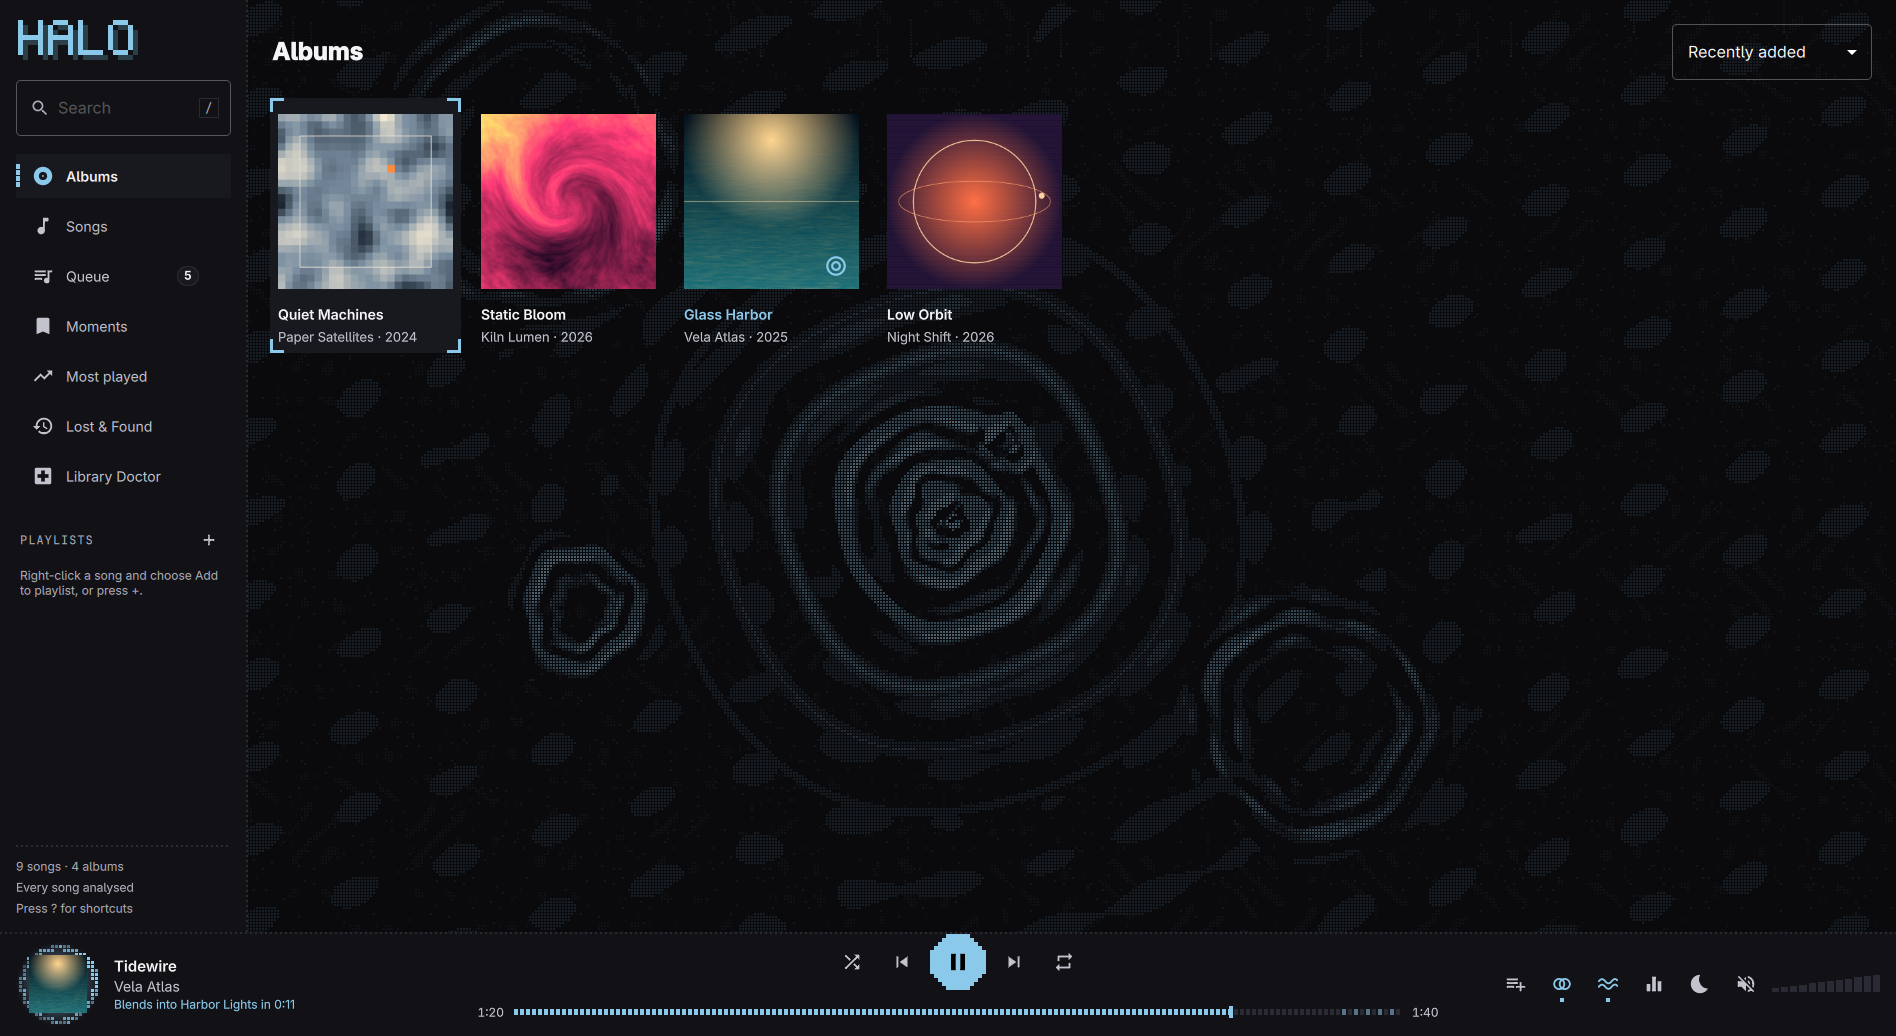 HALO
Search /
Albums
Songs
Queue 5
Moments
Most played
Lost & Found
Library Doctor
PLAYLISTS +
Right-click a song and choose Add
to playlist, or press +.
9 songs · 4 albums
Every song analysed
Press ? for shortcuts
Albums
Recently added
Quiet Machines
Paper Satellites · 2024
Static Bloom
Kiln Lumen · 2026
Glass Harbor
Vela Atlas · 2025
Low Orbit
Night Shift · 2026
Tidewire
Vela Atlas
Blends into Harbor Lights in 0:11
1:20
1:40